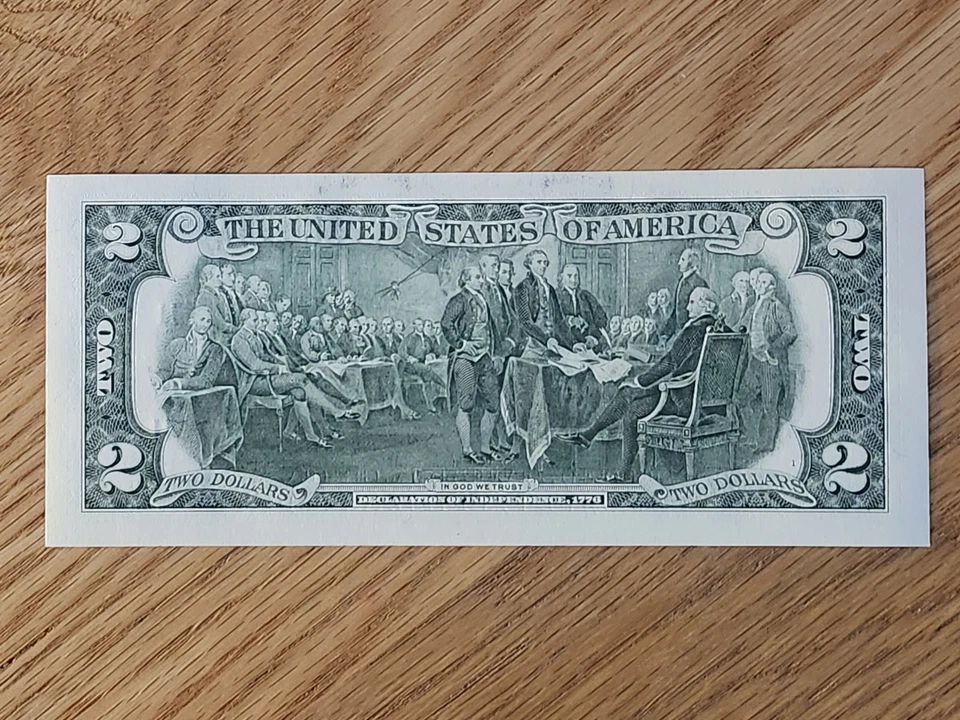 THE UNITED STATES OF AMERICA
2
2
TWO
TWO
2
2
TWO DOLLARS
IN GOD WE TRUST
TWO DOLLARS
1
DECLARATION OF INDEPENDENCE, 1776